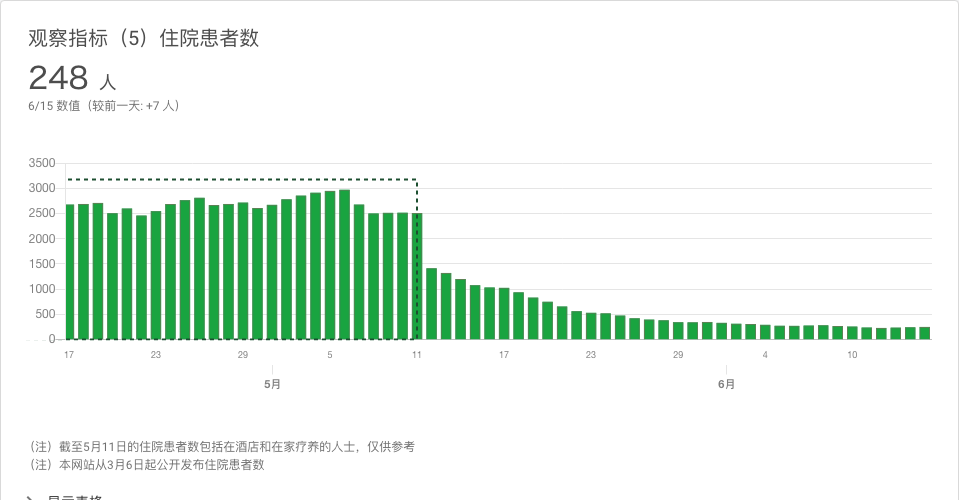 观察指标（5）住院患者数
248 人
6/15 数值（较前一天: +7 人）
3500
3000
2500
2000
1500
1000
500
0
17 23 29 5 11 17 23 29 4 10
5月 6月
（注）截至5月11日的住院患者数包括在酒店和在家疗养的人士，仅供参考
（注）本网站从3月6日起公开发布住院患者数
显示表格